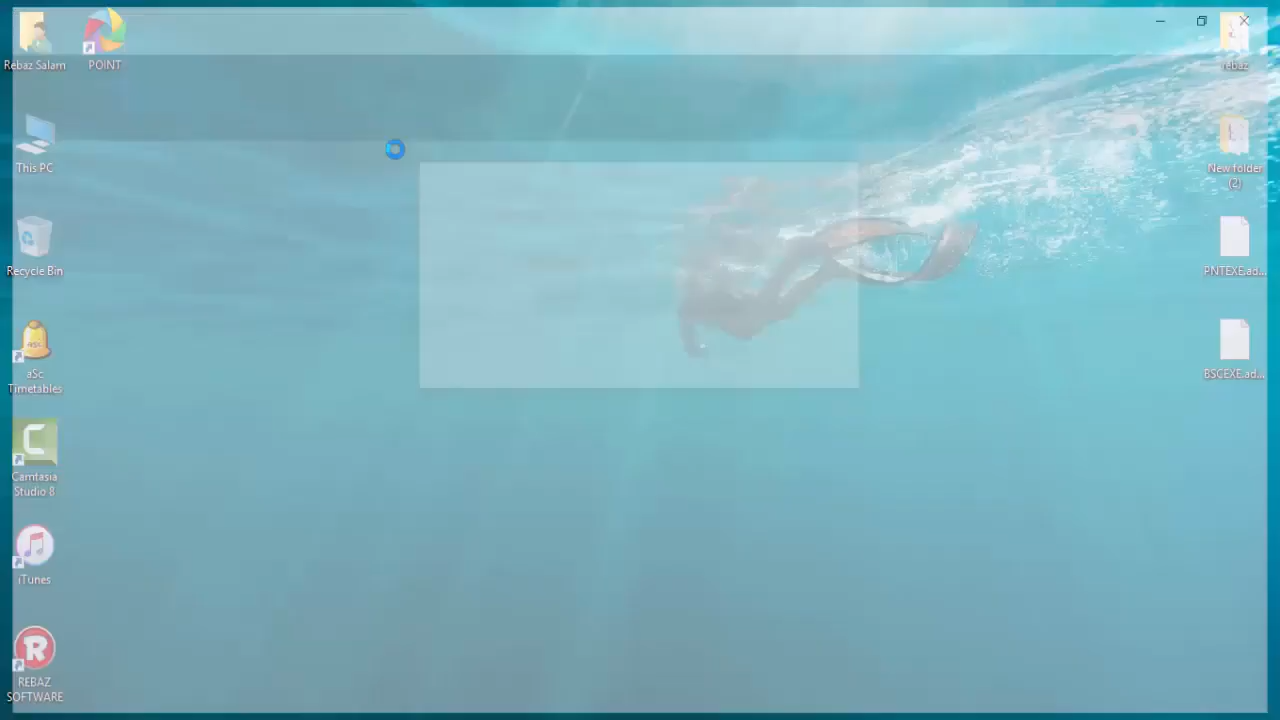 Rebaz Salam
POINT
rebaz
This PC
New folder
(2)
Recycle Bin
PNTEXE.ad...
aSc
Timetables
BSCEXE.ad...
Camtasia
Studio 8
iTunes
REBAZ
SOFTWARE